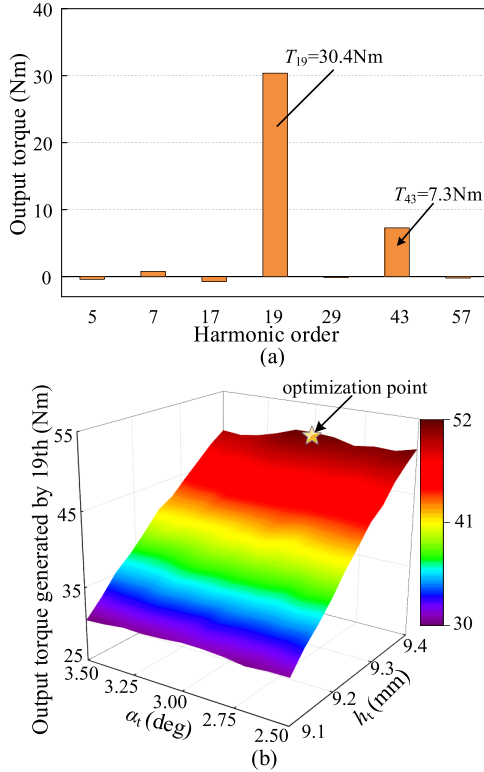 40
30
20
10
0
Output torque (Nm)
T19=30.4Nm
T43=7.3Nm
5 7 17 19 29 43 57
Harmonic order
(a)
optimization point
Output torque generated by 19th (Nm)
55
45
35
25
52
41
30
3.50 3.25 3.00 2.75 2.50
αt (deg)
9.1 9.2 9.3 9.4
ht (mm)
(b)